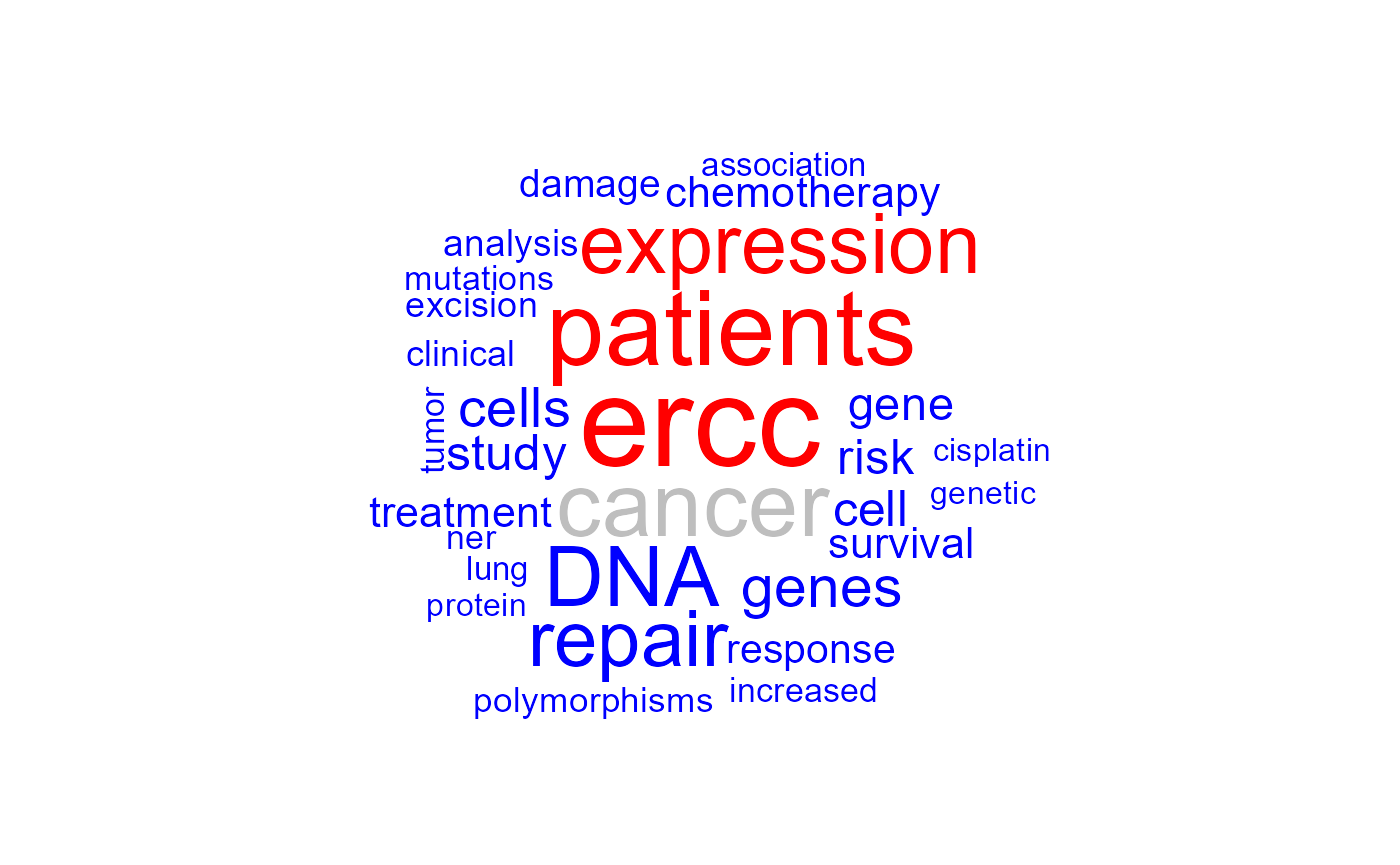 association
damage
chemotherapy
analysis
expression
mutations
excision
patients
clinical
tumor
cells
ercc
gene
study
risk
cisplatin
treatment
cancer
cell
genetic
ner
survival
lung
DNA
genes
protein
repair
response
polymorphisms
increased